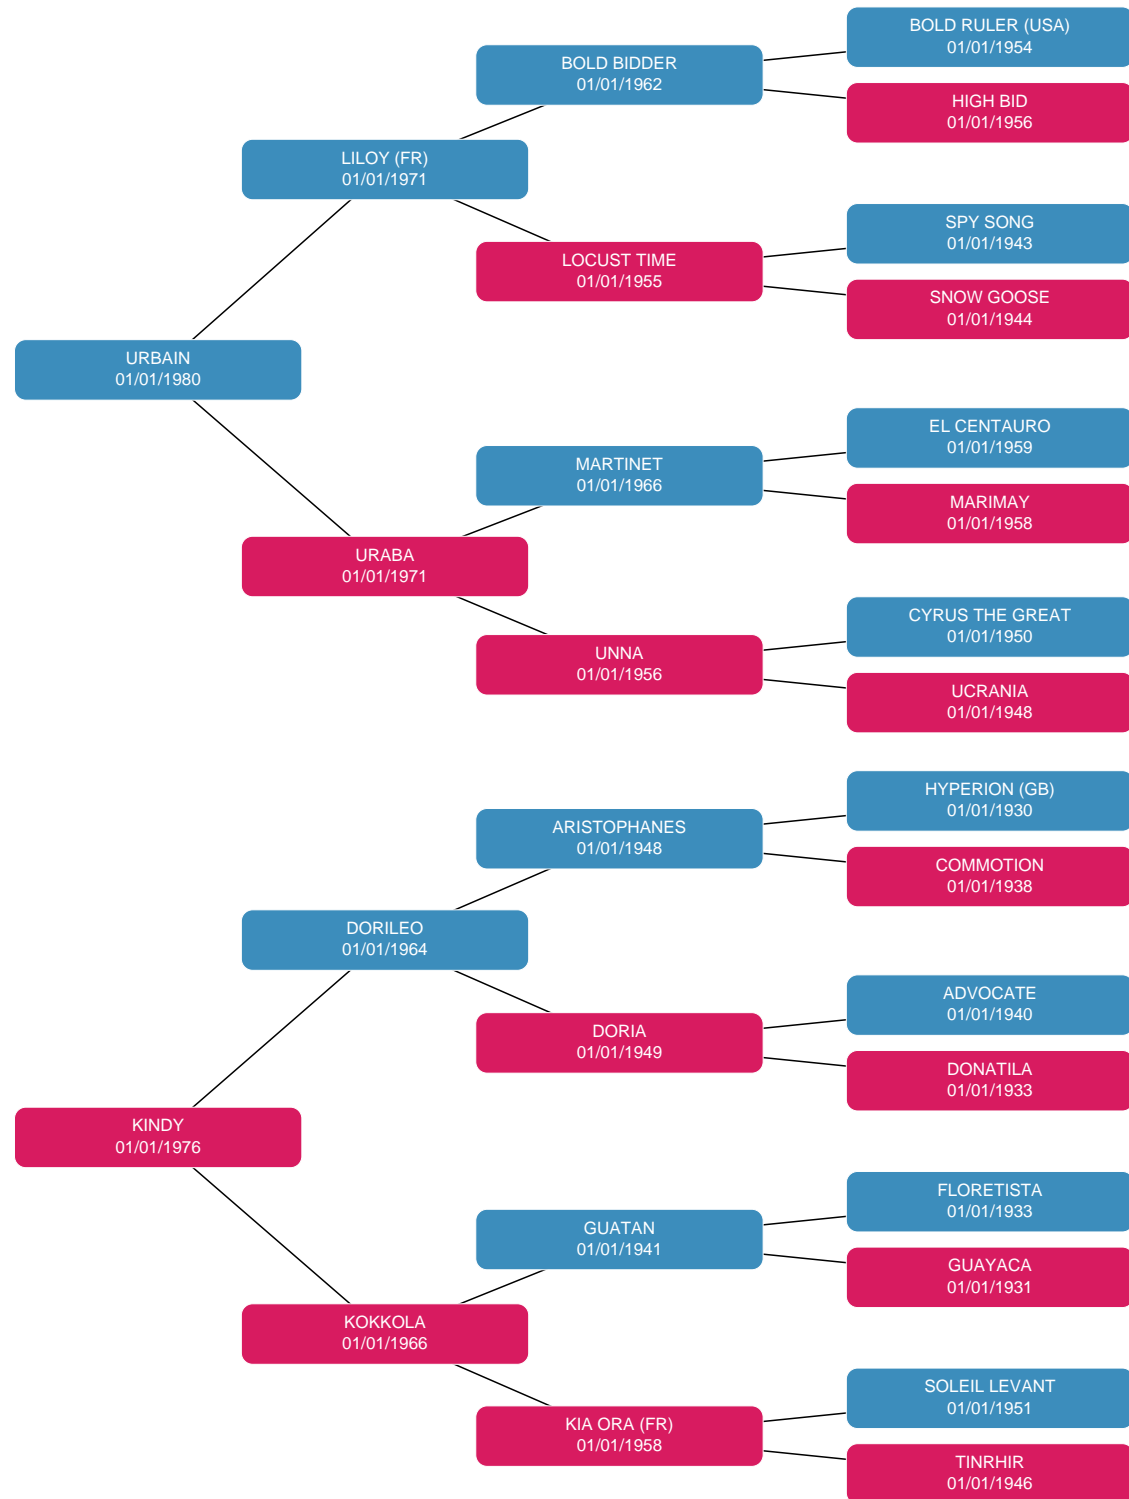 BOLD RULER (USA)
01/01/1954
BOLD BIDDER
01/01/1962
HIGH BID
01/01/1956
LILOY (FR)
01/01/1971
SPY SONG
01/01/1943
LOCUST TIME
01/01/1955
SNOW GOOSE
01/01/1944
URBAIN
01/01/1980
EL CENTAURO
01/01/1959
MARTINET
01/01/1966
MARIMAY
01/01/1958
URABA
01/01/1971
CYRUS THE GREAT
01/01/1950
UNNA
01/01/1956
UCRANIA
01/01/1948
HYPERION (GB)
01/01/1930
ARISTOPHANES
01/01/1948
COMMOTION
01/01/1938
DORILEO
01/01/1964
ADVOCATE
01/01/1940
DORIA
01/01/1949
DONATILA
01/01/1933
KINDY
01/01/1976
FLORETISTA
01/01/1933
GUATAN
01/01/1941
GUAYACA
01/01/1931
KOKKOLA
01/01/1966
SOLEIL LEVANT
01/01/1951
KIA ORA (FR)
01/01/1958
TINRHIR
01/01/1946